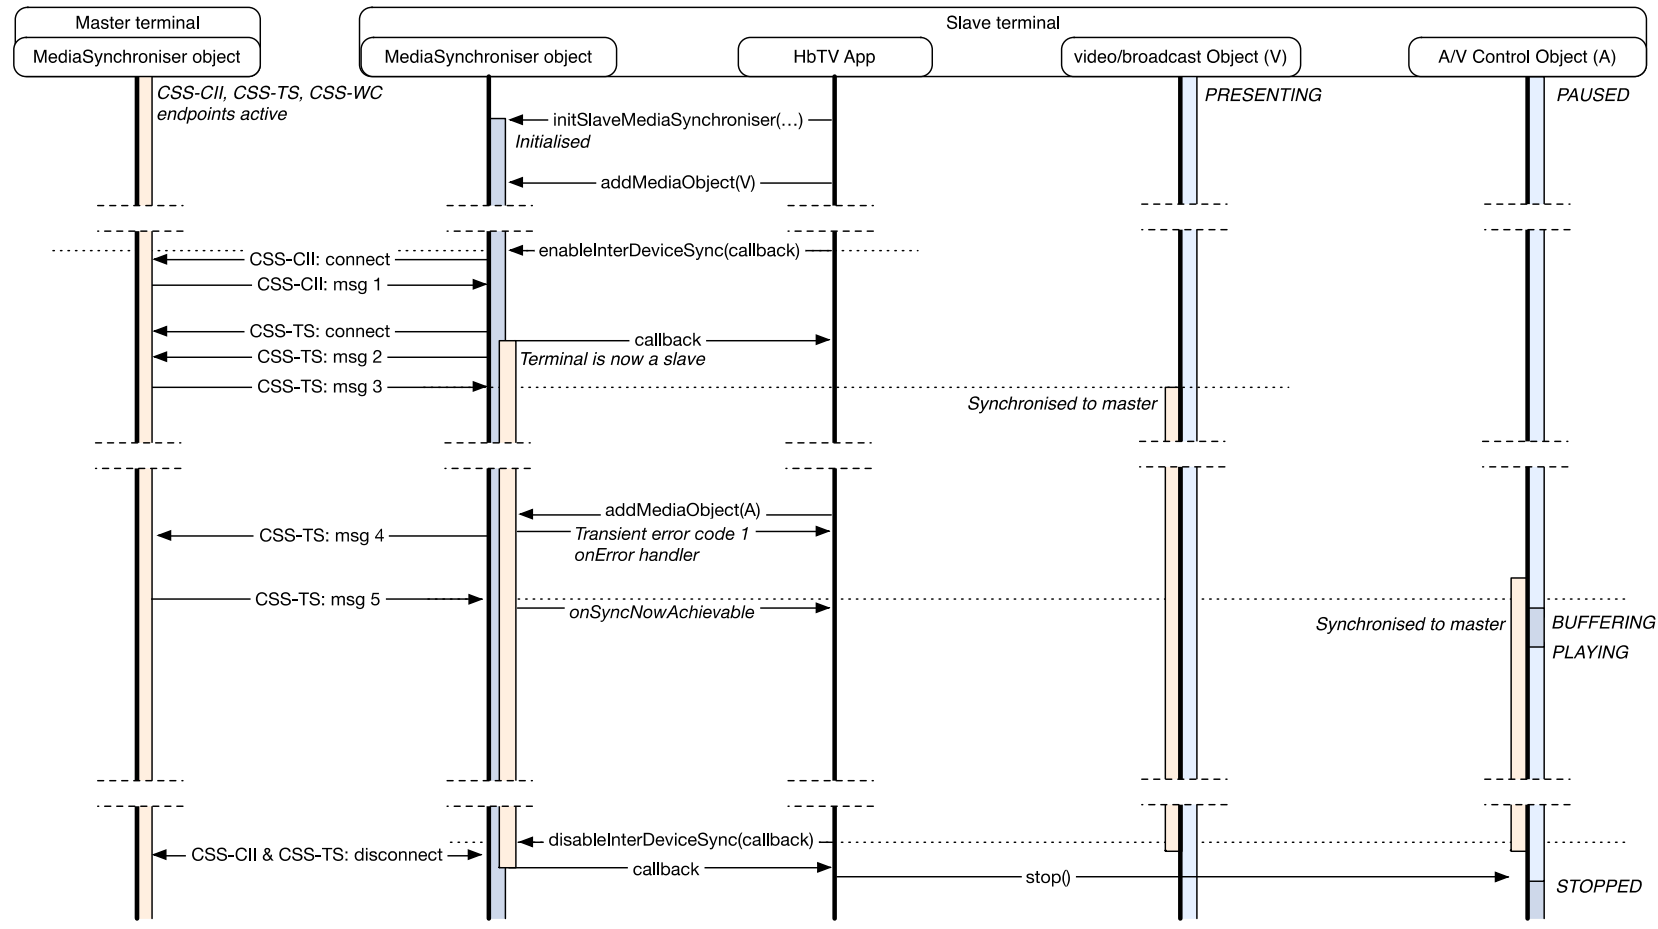 Master terminal
Slave terminal
MediaSynchroniser object
MediaSynchroniser object
HbTV App
video/broadcast Object (V)
A/V Control Object (A)
CSS-CII, CSS-TS, CSS-WC
endpoints active
PRESENTING
PAUSED
initSlaveMediaSynchroniser(...)
Initialised
addMediaObject(V)
enableInterDeviceSync(callback)
CSS-CII: connect
CSS-CII: msg 1
CSS-TS: connect
callback
CSS-TS: msg 2
Terminal is now a slave
CSS-TS: msg 3
Synchronised to master
addMediaObject(A)
CSS-TS: msg 4
Transient error code 1
onError handler
CSS-TS: msg 5
onSyncNowAchievable
Synchronised to master
BUFFERING
PLAYING
disableInterDeviceSync(callback)
CSS-CII & CSS-TS: disconnect
callback
stop()
STOPPED